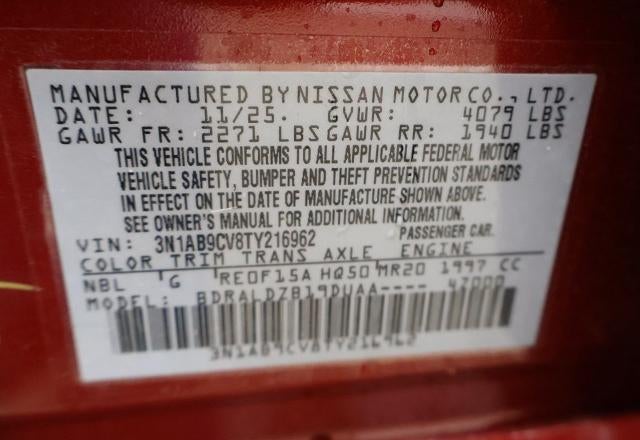 MANUFACTURED BY NISSAN MOTOR CO., LTD.
DATE: 11/25. GVWR: 4079 LBS
GAWR FR: 2271 LBS GAWR RR: 1940 LBS
THIS VEHICLE CONFORMS TO ALL APPLICABLE FEDERAL MOTOR
VEHICLE SAFETY, BUMPER AND THEFT PREVENTION STANDARDS
IN EFFECT ON THE DATE OF MANUFACTURE SHOWN ABOVE.
SEE OWNER'S MANUAL FOR ADDITIONAL INFORMATION.
VIN: 3N1AB9CV8TY216962 PASSENGER CAR.
COLOR TRIM TRANS AXLE ENGINE
NBL G RE0F15A HQ50 MR20 1997 CC
MODEL: BDRALDZB19DUAA---- 47000
3N1AB9CV8TY216962